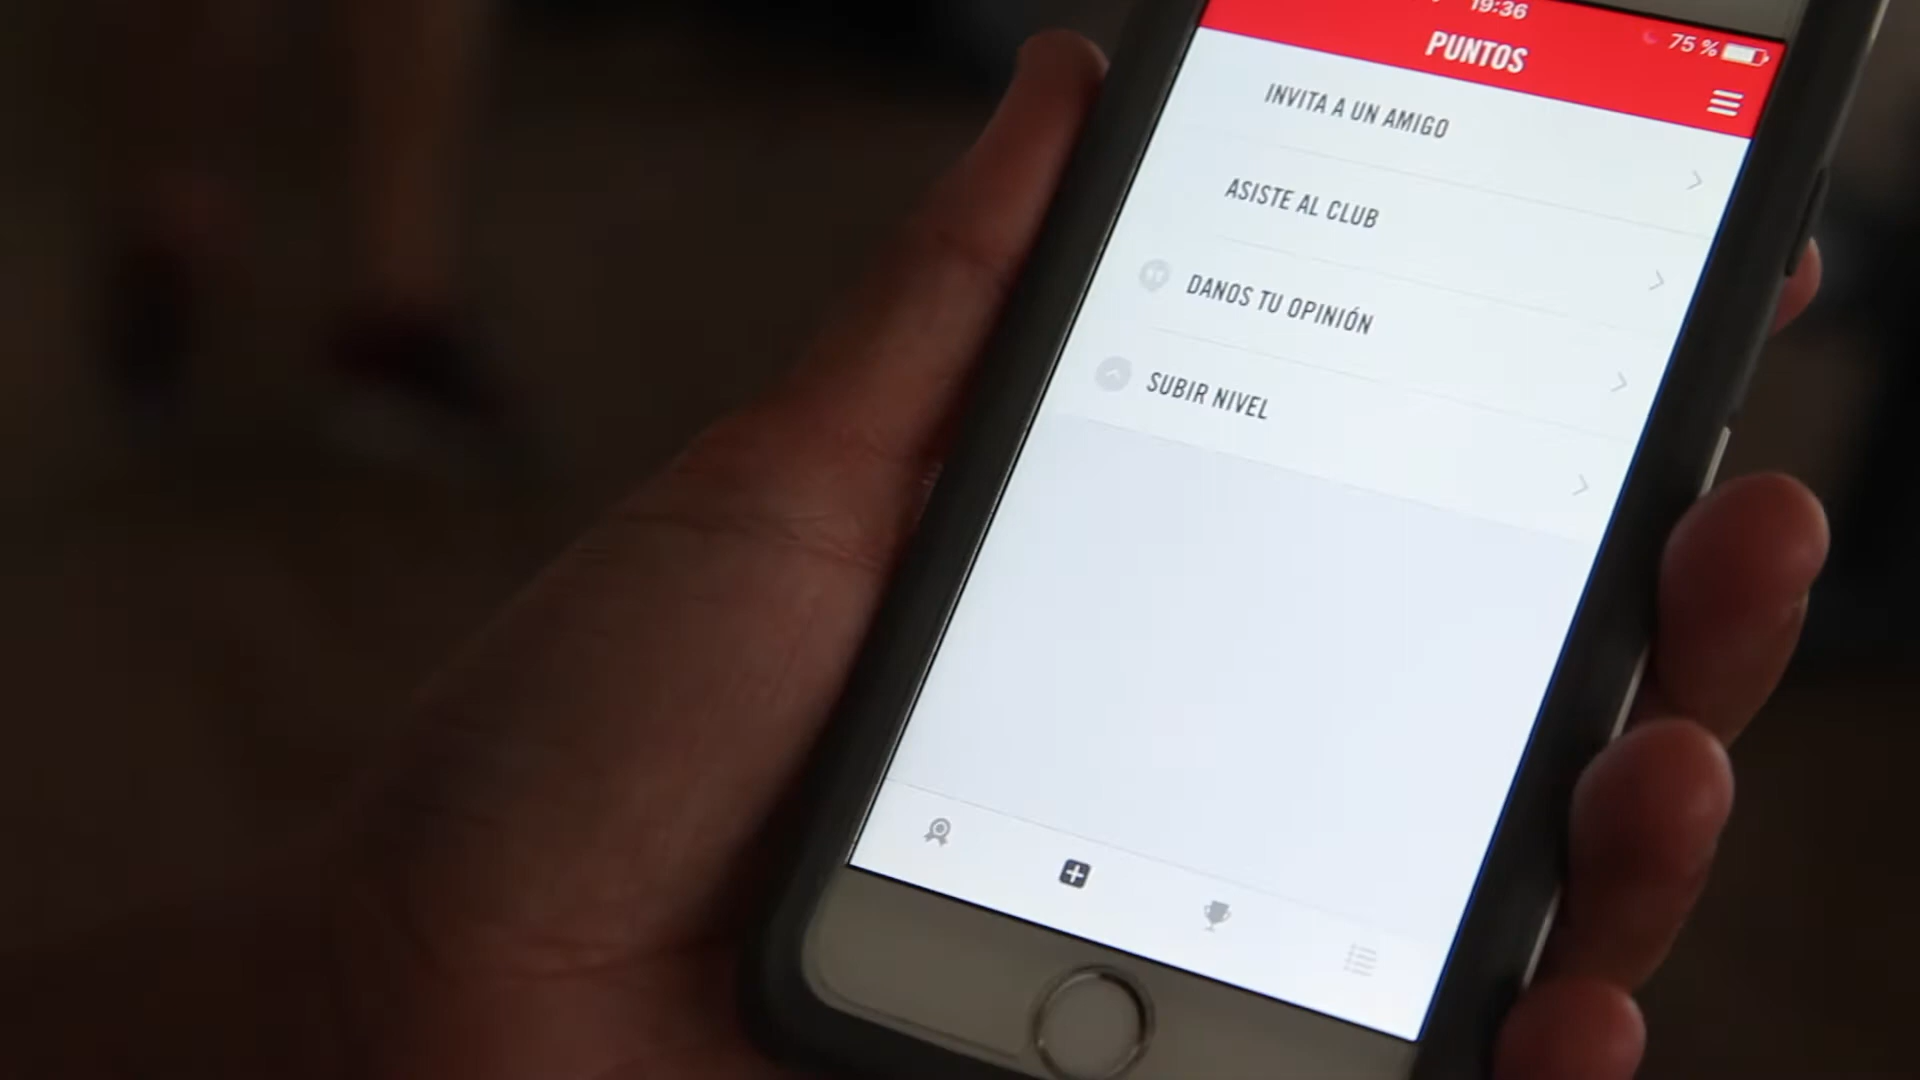 19:36
75 %
PUNTOS
INVITA A UN AMIGO
ASISTE AL CLUB
DANOS TU OPINIÓN
SUBIR NIVEL